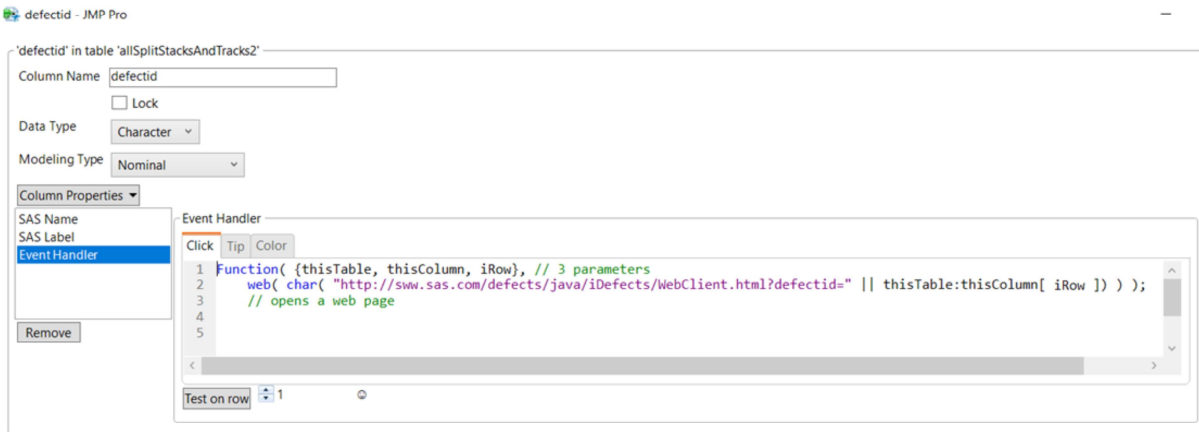 defectid - JMP Pro
'defectid' in table 'allSplitStacksAndTracks2'
Column Name defectid
Lock
Data Type Character
Modeling Type Nominal
Column Properties
SAS Name
SAS Label
Event Handler
Remove
Event Handler
Click Tip Color
1 Function( {thisTable, thisColumn, iRow}, // 3 parameters
2 web( char( "http://sww.sas.com/defects/java/iDefects/WebClient.html?defectid=" || thisTable:thisColumn[ iRow ]) ) );
3 // opens a web page
4
5
Test on row 1